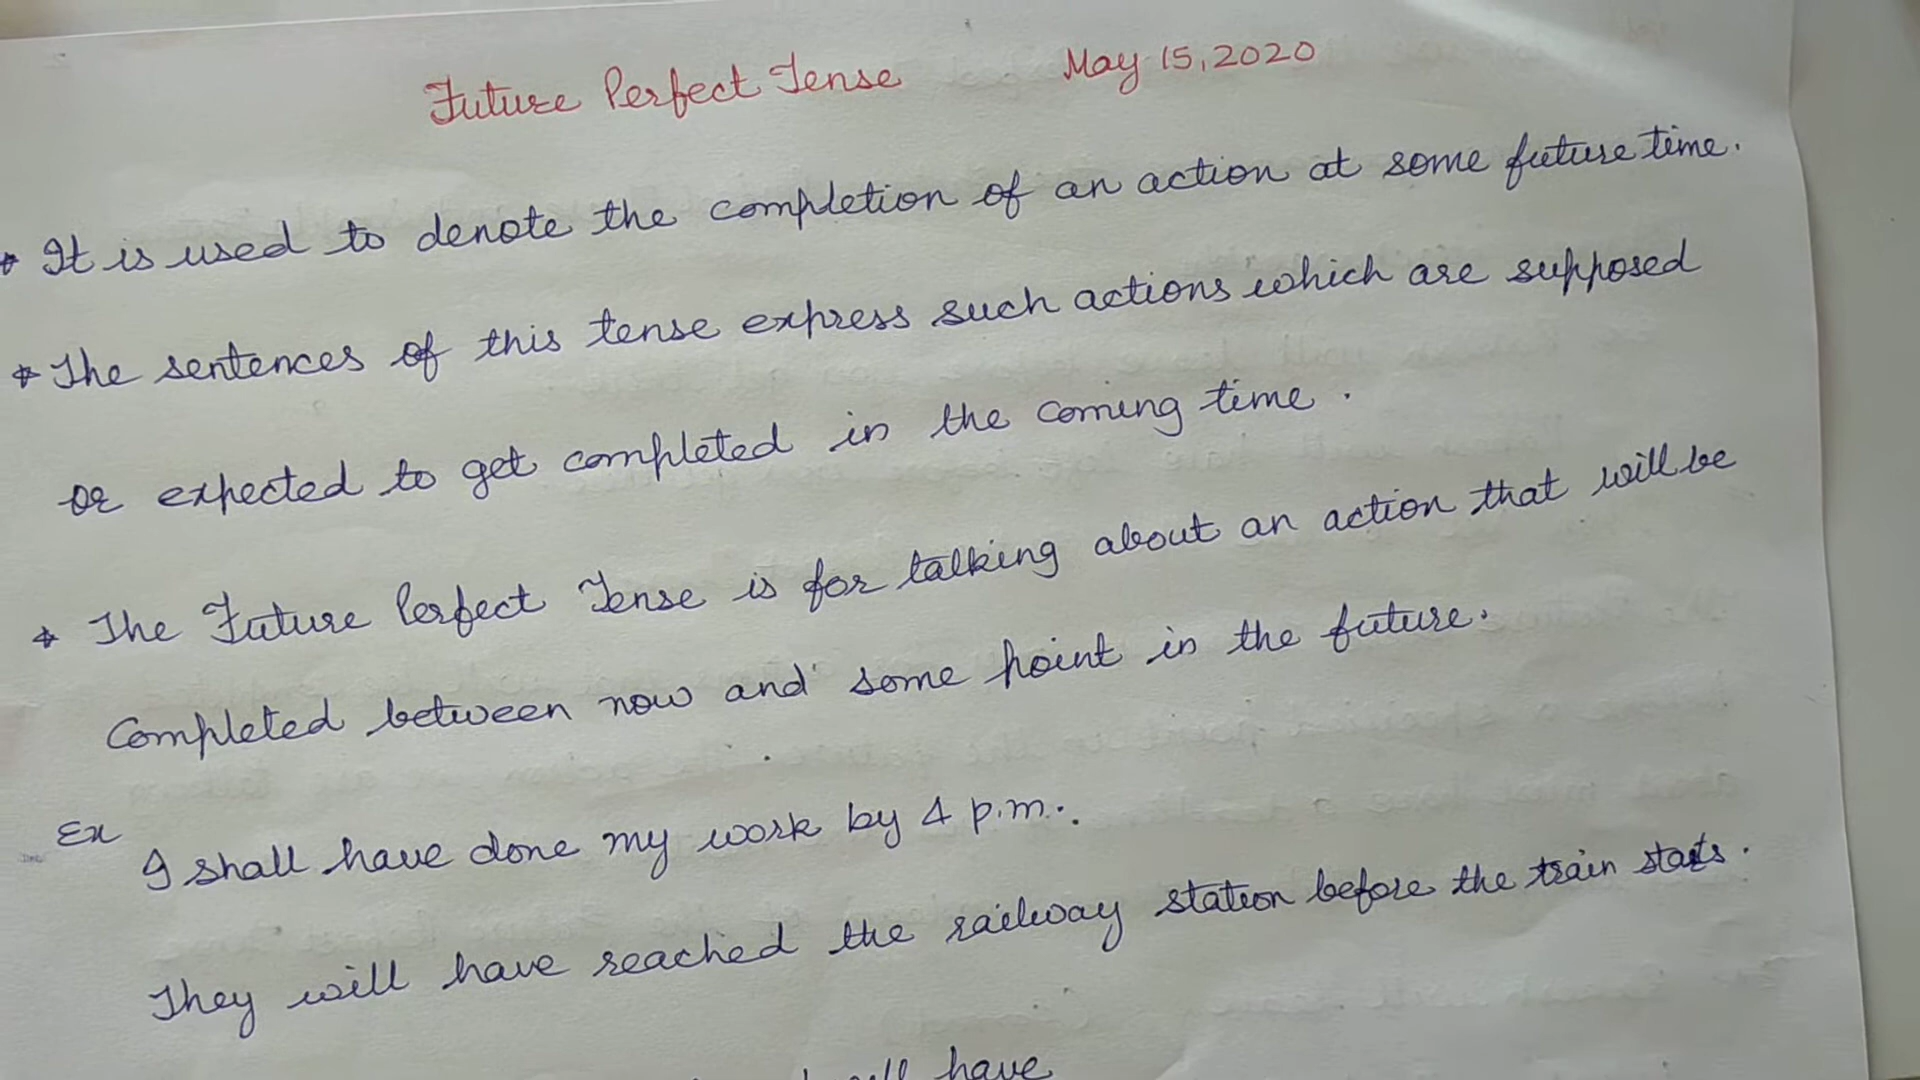 Future Perfect Tense May 15, 2020
* It is used to denote the completion of an action at some future time.
* The sentences of this tense express such actions which are supposed
or expected to get completed in the coming time.
* The Future Perfect Tense is for talking about an action that will be
Completed between now and some point in the future.
Ex
I shall have done my work by 4 p.m.
They will have reached the railway station before the train starts.
have